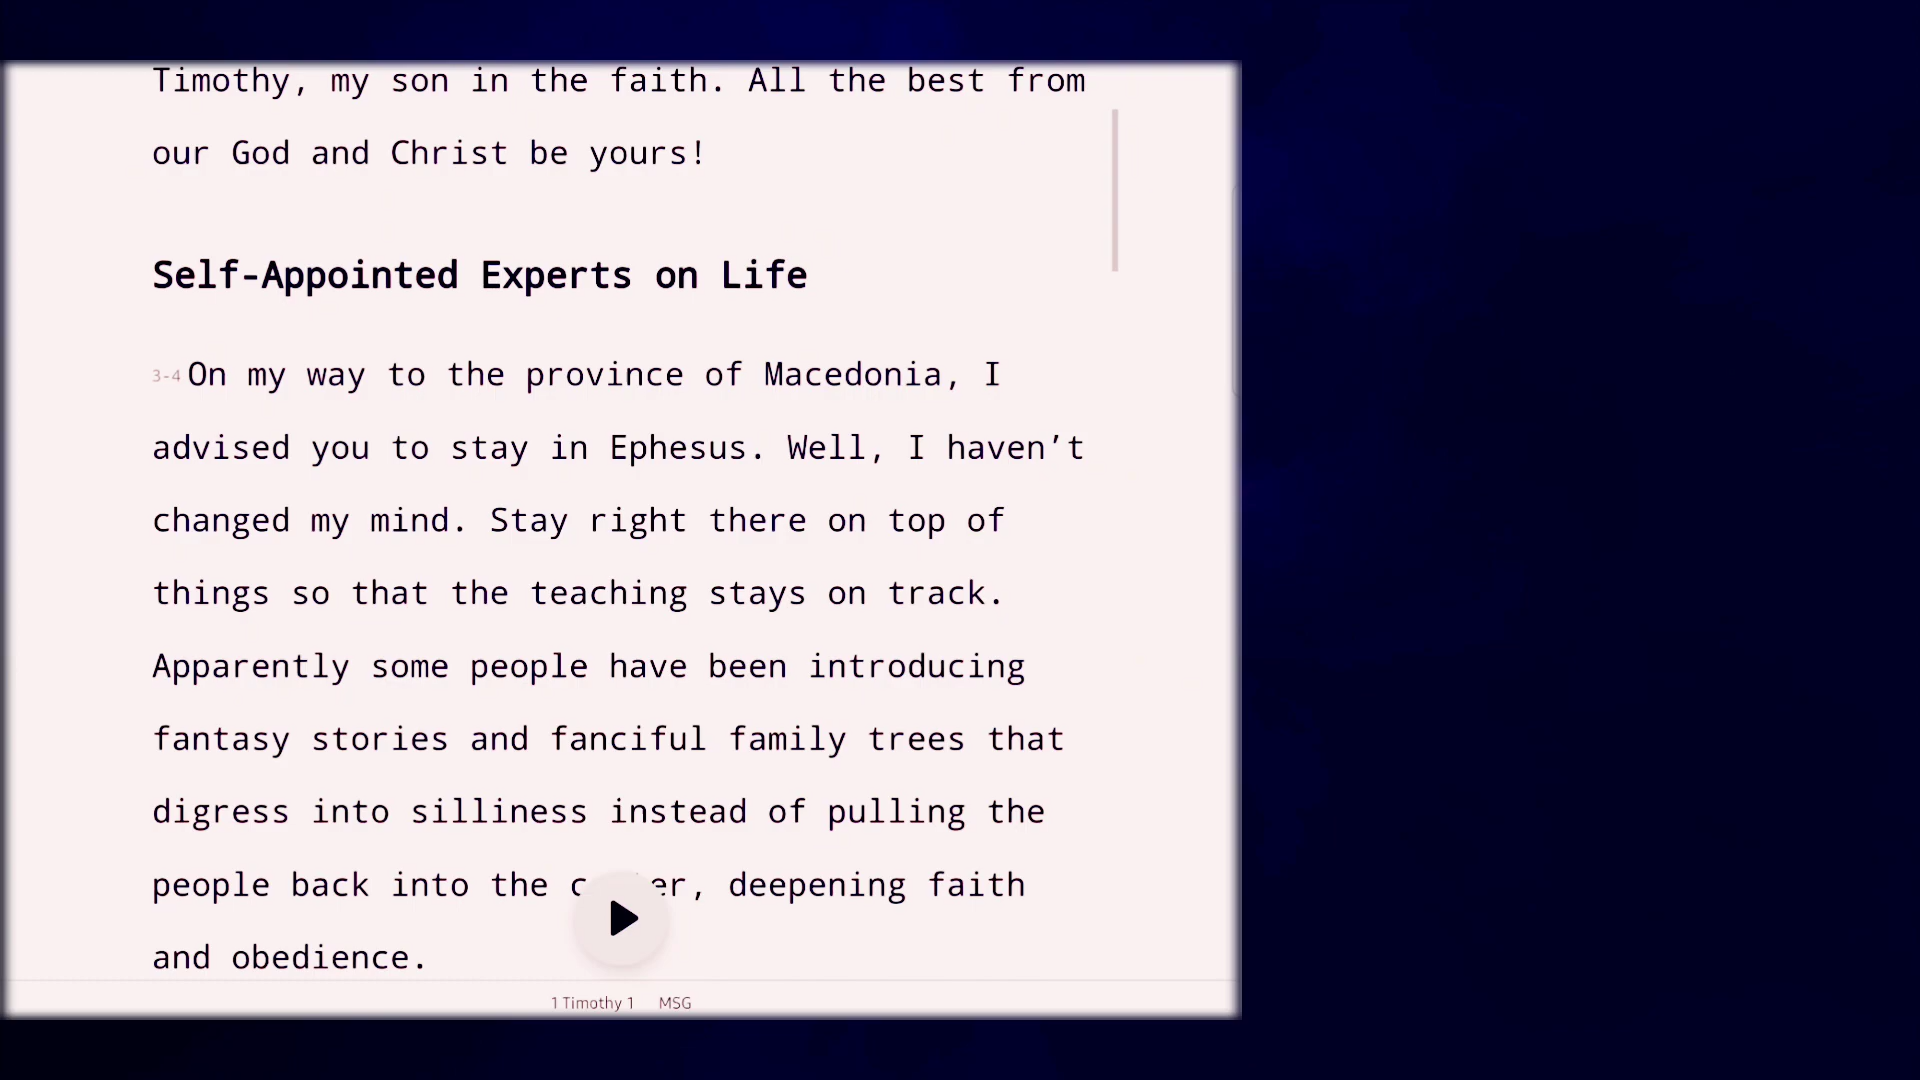 Timothy, my son in the faith. All the best from
our God and Christ be yours!
Self-Appointed Experts on Life
3-4 On my way to the province of Macedonia, I
advised you to stay in Ephesus. Well, I haven’t
changed my mind. Stay right there on top of
things so that the teaching stays on track.
Apparently some people have been introducing
fantasy stories and fanciful family trees that
digress into silliness instead of pulling the
people back into the deepening faith
and obedience.
1 Timothy 1 MSG